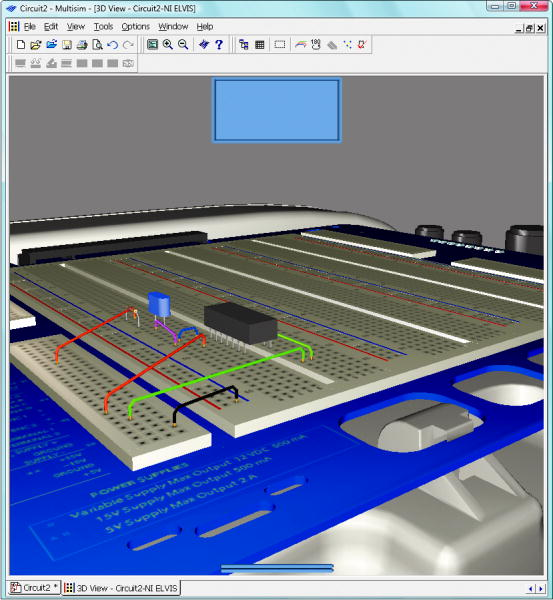 Circuit2 - Multisim - [3D View - Circuit2-NI ELVIS]
File Edit View Tools Options Window Help
180
GROUND
POWER SUPPLIES
Variable Supply Max Output 12 VDC 500 mA
15V Supply Max Output 500 mA
5V Supply Max Output 2 A
Circuit2 * 3D View - Circuit2-NI ELVIS